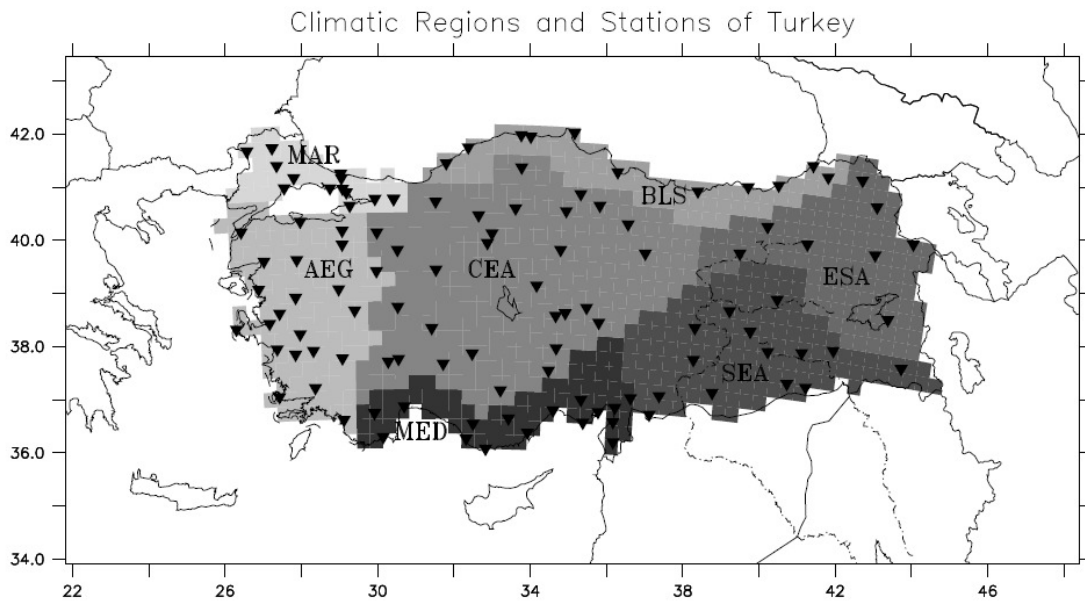 Climatic Regions and Stations of Turkey
42.0
MAR
BLS
40.0
AEG
CEA
ESA
38.0
SEA
MED
36.0
34.0
22
26
30
34
38
42
46